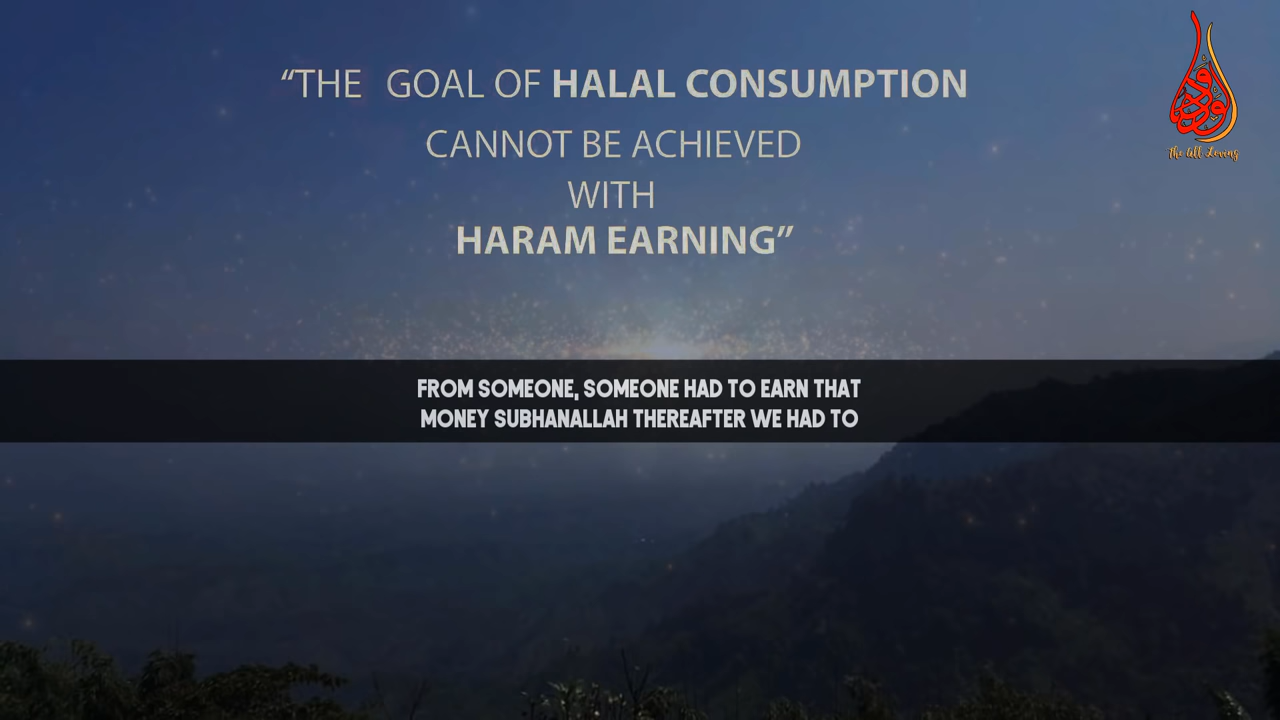 “THE GOAL OF HALAL CONSUMPTION
CANNOT BE ACHIEVED
WITH
HARAM EARNING”
The All Loving
FROM SOMEONE, SOMEONE HAD TO EARN THAT
MONEY SUBHANALLAH THEREAFTER WE HAD TO